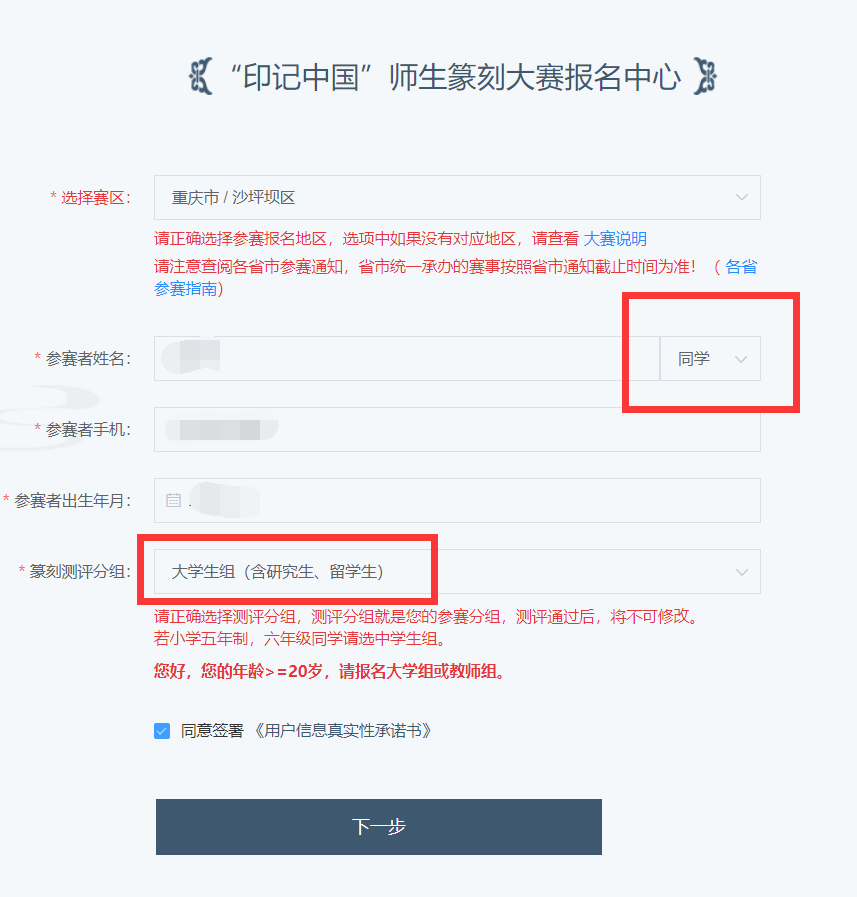 “印记中国”师生篆刻大赛报名中心
* 选择赛区： 重庆市 / 沙坪坝区
请正确选择参赛报名地区，选项中如果没有对应地区，请查看 大赛说明
请注意查阅各省市参赛通知，省市统一承办的赛事按照省市通知截止时间为准！（ 各省
参赛指南）
* 参赛者姓名： 同学
* 参赛者手机：
* 参赛者出生年月：
* 篆刻测评分组： 大学生组（含研究生、留学生）
请正确选择测评分组，测评分组就是您的参赛分组，测评通过后，将不可修改。
若小学五年制，六年级同学请选中学生组。
您好，您的年龄>=20岁，请报名大学组或教师组。
同意签署 《用户信息真实性承诺书》
下一步